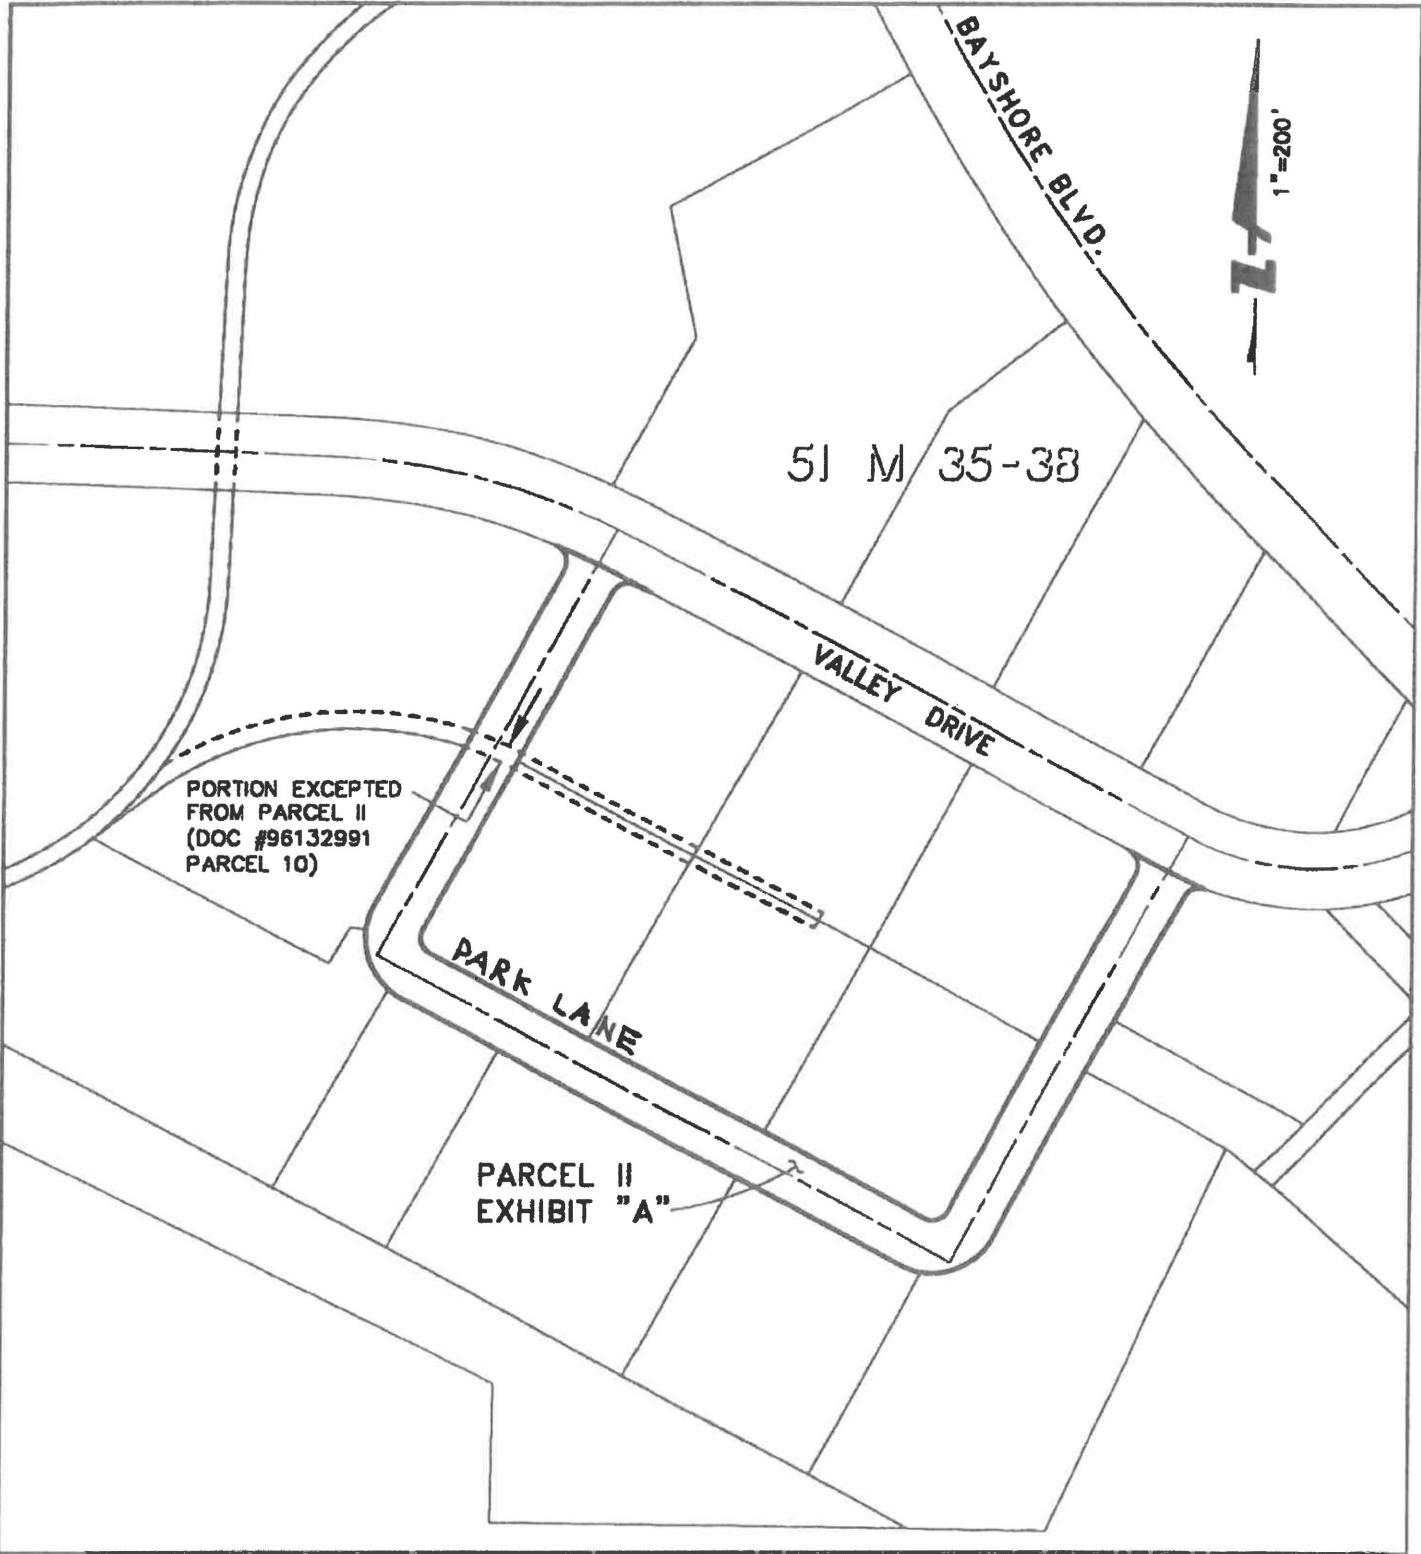 BAYSHORE BLVD.
1"=200'
N
51 M 35-38
VALLEY DRIVE
PORTION EXCEPTED
FROM PARCEL II
(DOC #96132991
PARCEL 10)
PARK LANE
PARCEL II
EXHIBIT "A"